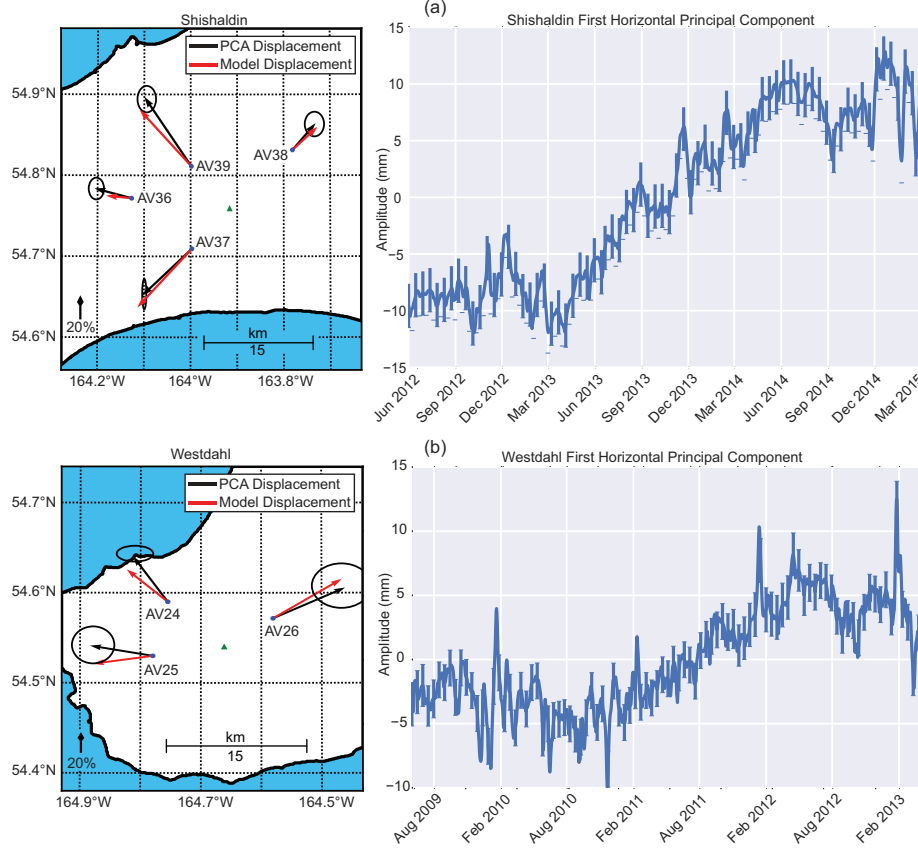 Shishaldin
PCA Displacement
Model Displacement
54.9°N
54.8°N
54.7°N
54.6°N
AV39
AV38
AV36
AV37
20%
km
15
164.2°W
164°W
163.8°W
(a)
Shishaldin First Horizontal Principal Component
Amplitude (mm)
15
10
5
0
−5
−10
−15
Jun 2012
Sep 2012
Dec 2012
Mar 2013
Jun 2013
Sep 2013
Dec 2013
Mar 2014
Jun 2014
Sep 2014
Dec 2014
Mar 2015
Westdahl
PCA Displacement
Model Displacement
54.7°N
54.6°N
54.5°N
54.4°N
AV24
AV26
AV25
20%
km
15
164.9°W
164.7°W
164.5°W
(b)
Westdahl First Horizontal Principal Component
Amplitude (mm)
15
10
5
0
−5
−10
Aug 2009
Feb 2010
Aug 2010
Feb 2011
Aug 2011
Feb 2012
Aug 2012
Feb 2013